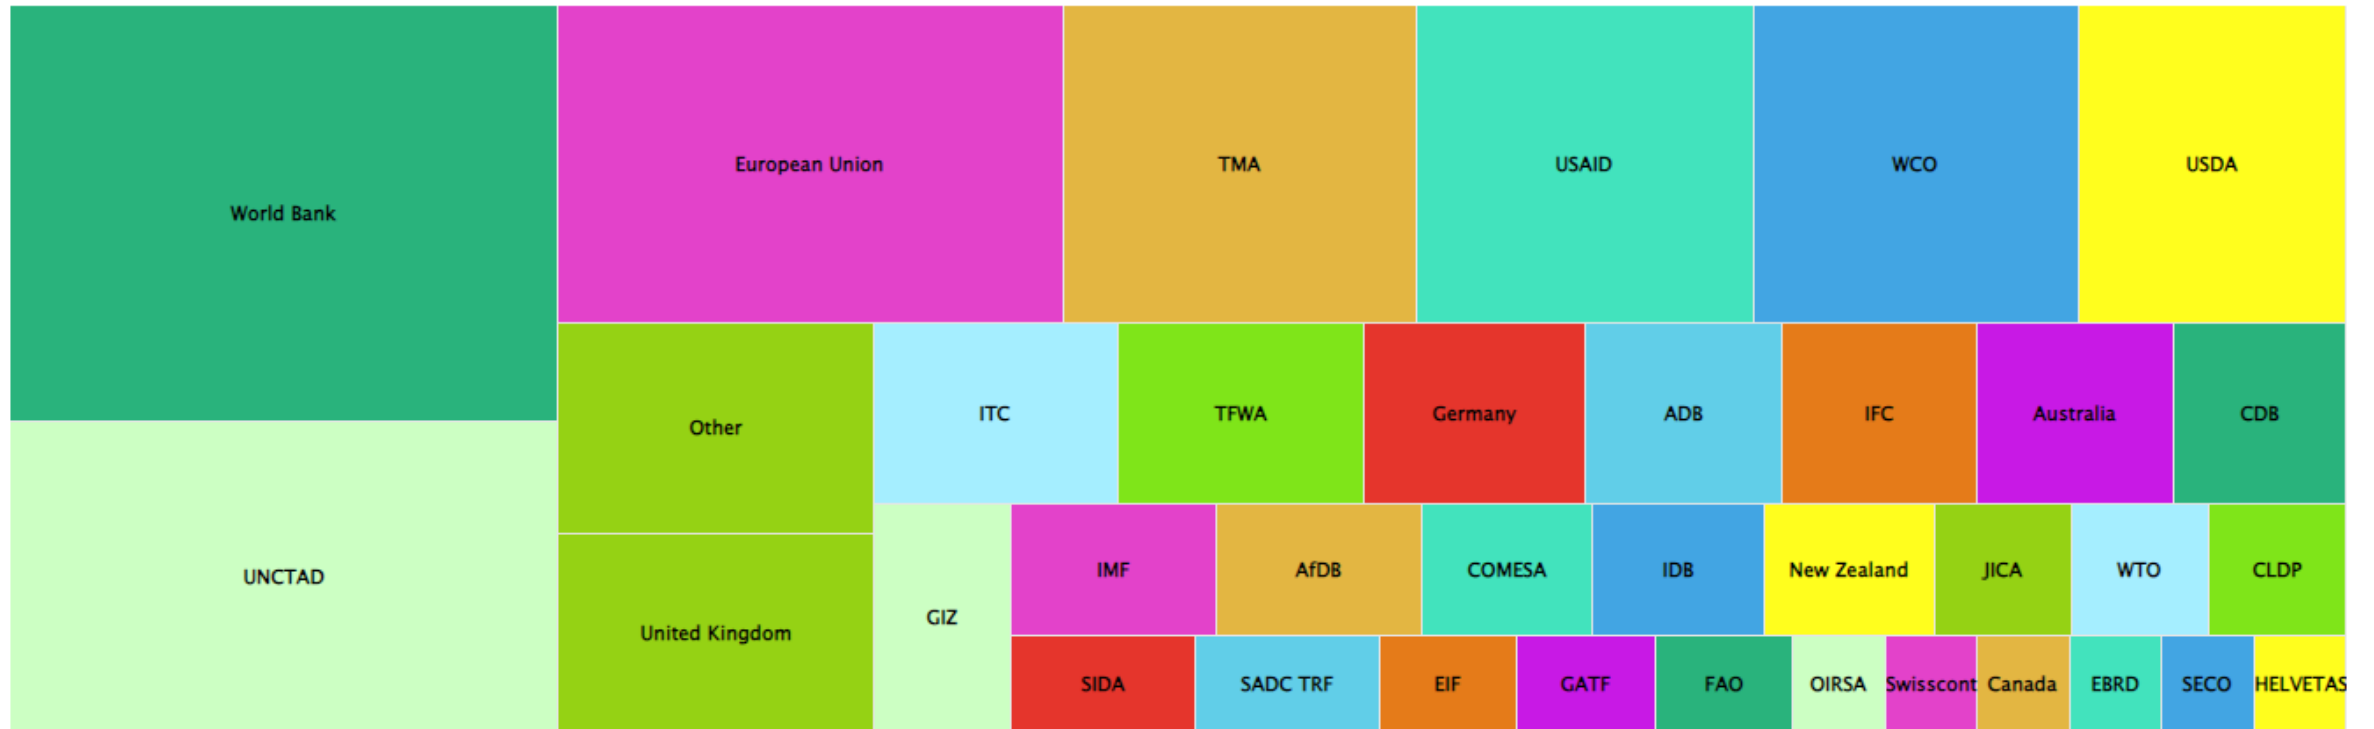 World Bank
UNCTAD
European Union
TMA
USAID
WCO
USDA
Other
United Kingdom
ITC
TFWA
Germany
ADB
IFC
Australia
CDB
GIZ
IMF
AfDB
COMESA
IDB
New Zealand
JICA
WTO
CLDP
SIDA
SADC TRF
EIF
GATF
FAO
OIRSA
Swisscont
Canada
EBRD
SECO
HELVETAS